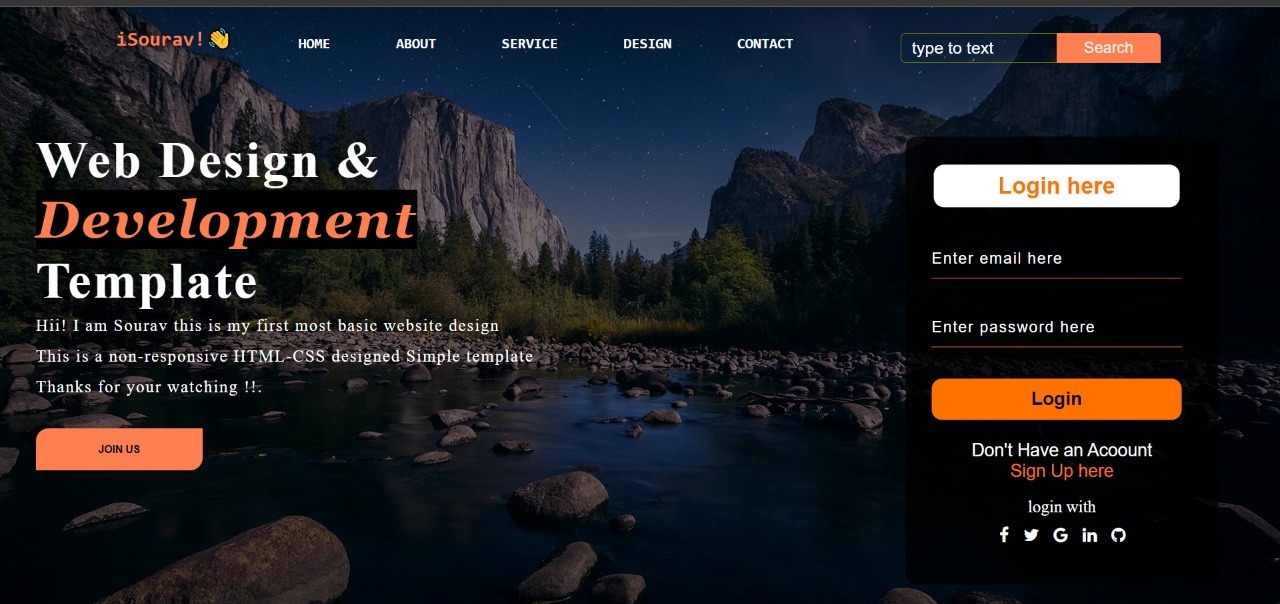 iSourav!👋
HOME ABOUT SERVICE DESIGN CONTACT
type to text Search
Web Design &
Development
Template
Hii! I am Sourav this is my first most basic website design
This is a non-responsive HTML-CSS designed Simple template
Thanks for your watching !!.
JOIN US
Login here
Enter email here
Enter password here
Login
Don't Have an Acoount
Sign Up here
login with